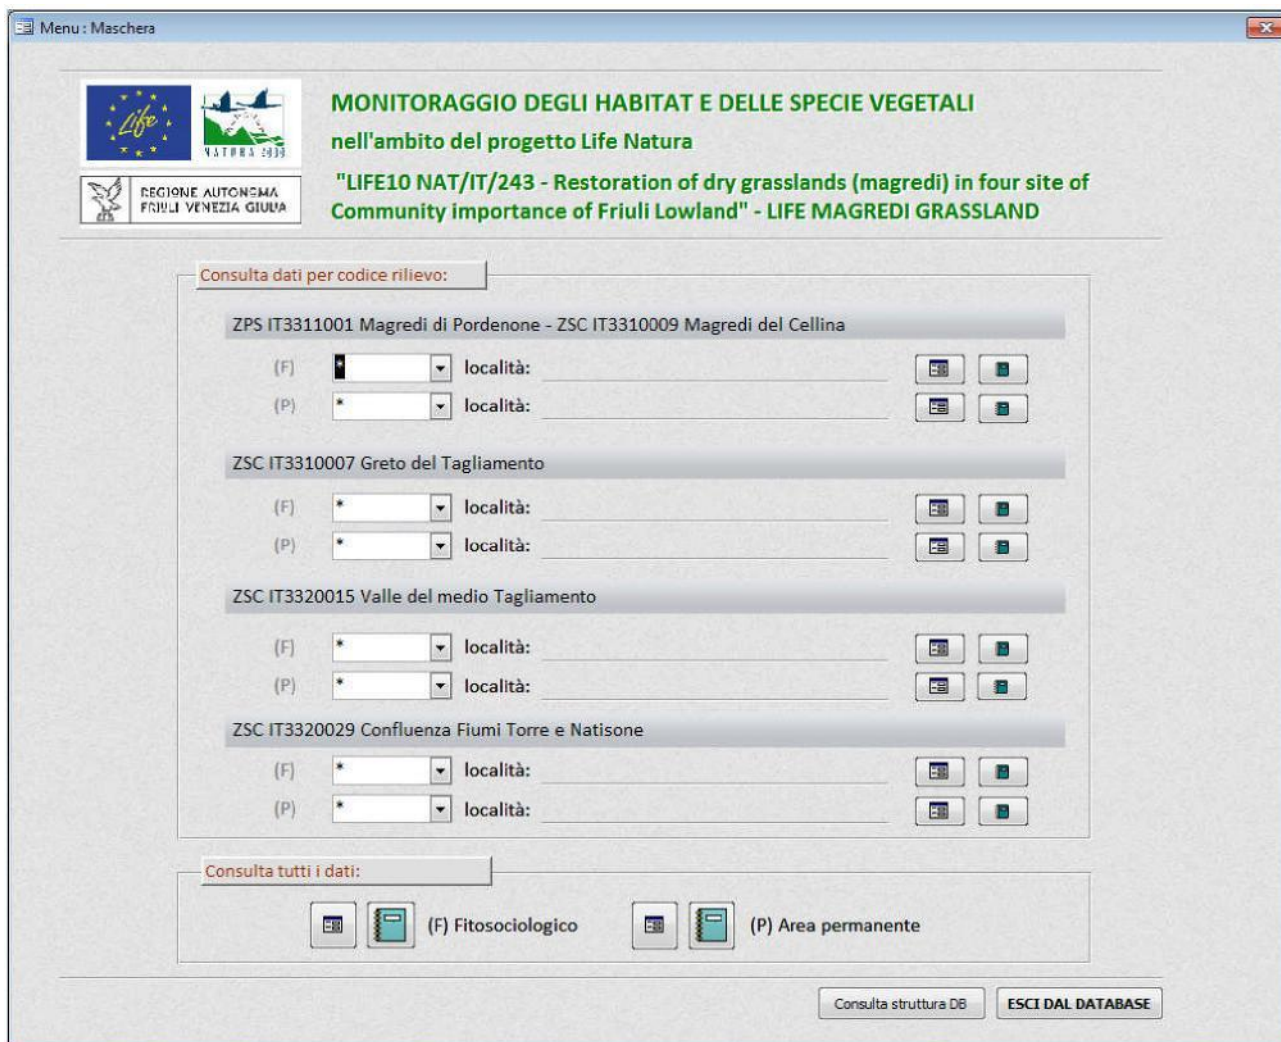 Menu : Maschera
Life
NATURA 2000
REGIONE AUTONOMA
FRIULI VENEZIA GIULIA
MONITORAGGIO DEGLI HABITAT E DELLE SPECIE VEGETALI
nell'ambito del progetto Life Natura
"LIFE10 NAT/IT/243 - Restoration of dry grasslands (magredi) in four site of
Community importance of Friuli Lowland" - LIFE MAGREDI GRASSLAND
Consulta dati per codice rilievo:
ZPS IT3311001 Magredi di Pordenone - ZSC IT3310009 Magredi del Cellina
(F) * località:
(P) * località:
ZSC IT3310007 Greto del Tagliamento
(F) * località:
(P) * località:
ZSC IT3320015 Valle del medio Tagliamento
(F) * località:
(P) * località:
ZSC IT3320029 Confluenza Fiumi Torre e Natisone
(F) * località:
(P) * località:
Consulta tutti i dati:
(F) Fitosociologico (P) Area permanente
Consulta struttura DB ESCI DAL DATABASE